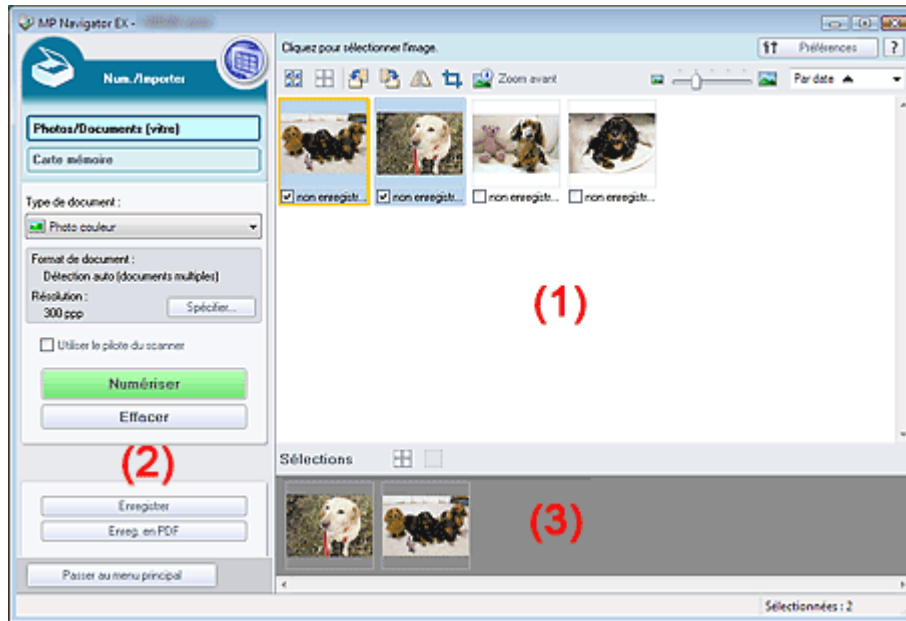 MP Navigator EX -
Num./Importer
Photos/Documents (vitre)
Carte mémoire
Type de document :
Photo couleur
Format de document :
Détection auto (documents multiples)
Résolution :
300 ppp
Spécifier...
Utiliser le pilote du scanner
Numériser
Effacer
(2)
Enregistrer
Enreg. en PDF
Passer au menu principal
Cliquez pour sélectionner l'image.
Préférences
?
Zoom avant
Par date
non enregistr...
non enregistr...
non enregistr...
non enregistr...
(1)
Sélections
(3)
Sélectionnées : 2